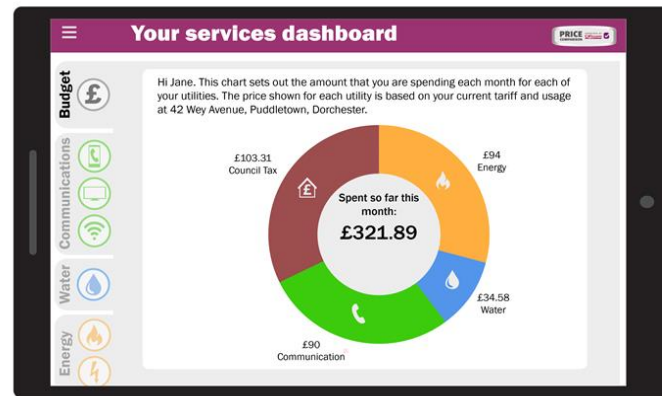 Your services dashboard
PRICE
Budget
Communications
Water
Energy
Hi Jane. This chart sets out the amount that you are spending each month for each of
your utilities. The price shown for each utility is based on your current tariff and usage
at 42 Wey Avenue, Puddletown, Dorchester.
£103.31
Council Tax
£94
Energy
Spent so far this
month:
£321.89
£34.58
Water
£90
Communication